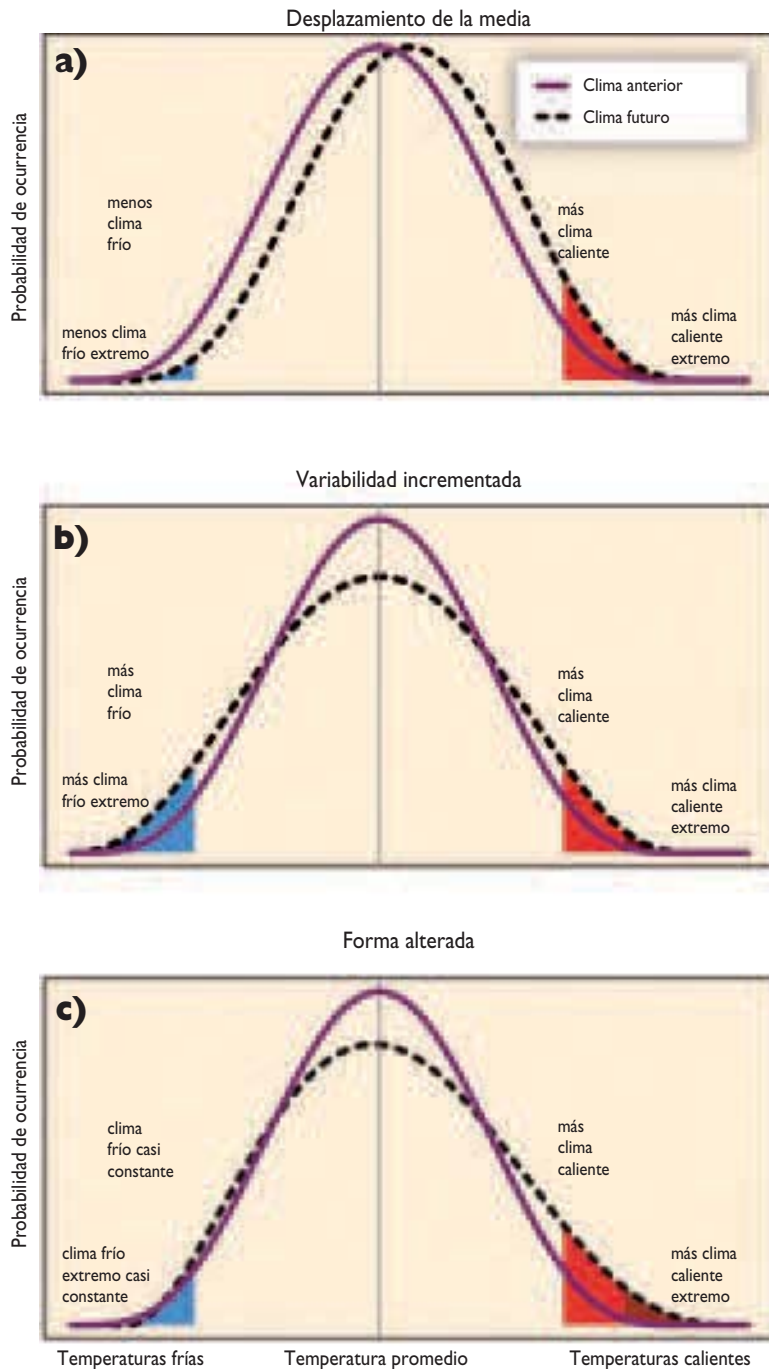 Desplazamiento de la media
a)
Clima anterior
Clima futuro
Probabilidad de ocurrencia
menos
clima
frío
más
clima
caliente
menos clima
frío extremo
más clima
caliente
extremo
Variabilidad incrementada
b)
Probabilidad de ocurrencia
más
clima
frío
más
clima
caliente
más clima
frío extremo
más clima
caliente
extremo
Forma alterada
c)
Probabilidad de ocurrencia
clima
frío casi
constante
más
clima
caliente
clima frío
extremo casi
constante
más clima
caliente
extremo
Temperaturas frías
Temperatura promedio
Temperaturas calientes